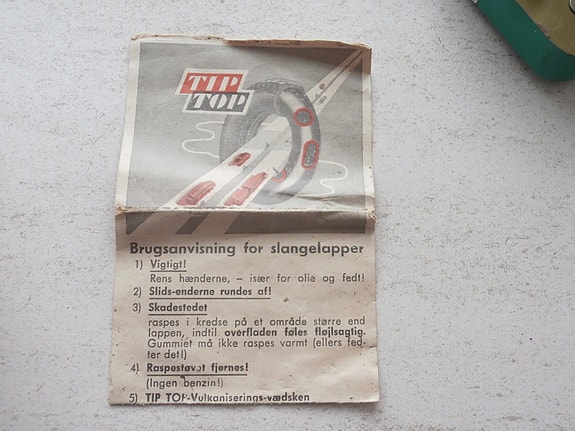 TIP
TOP
Brugsanvisning for slangelapper
1) Vigtigt!
Rens hænderne, – især for olie og fedt!
2) Slids-enderne rundes af!
3) Skadestedet
raspes i kredse på et område større end
lappen, indtil overfladen føles fløjlsagtig.
Gummiet må ikke raspes varmt (ellers fed-
ter det!)
4) Raspestøvet fjernes!
(Ingen benzin!)
5) TIP TOP-Vulkaniserings-vædsken